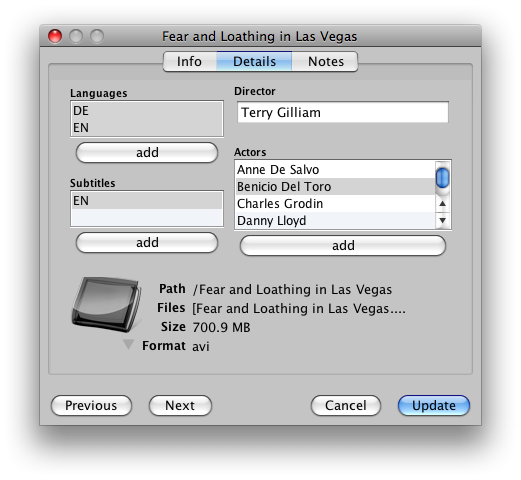 Fear and Loathing in Las Vegas
Info Details Notes
Languages
DE
EN
add
Subtitles
EN
add
Director
Terry Gilliam
Actors
Anne De Salvo
Benicio Del Toro
Charles Grodin
Danny Lloyd
add
Path /Fear and Loathing in Las Vegas
Files [Fear and Loathing in Las Vegas....
Size 700.9 MB
Format avi
Previous Next Cancel Update